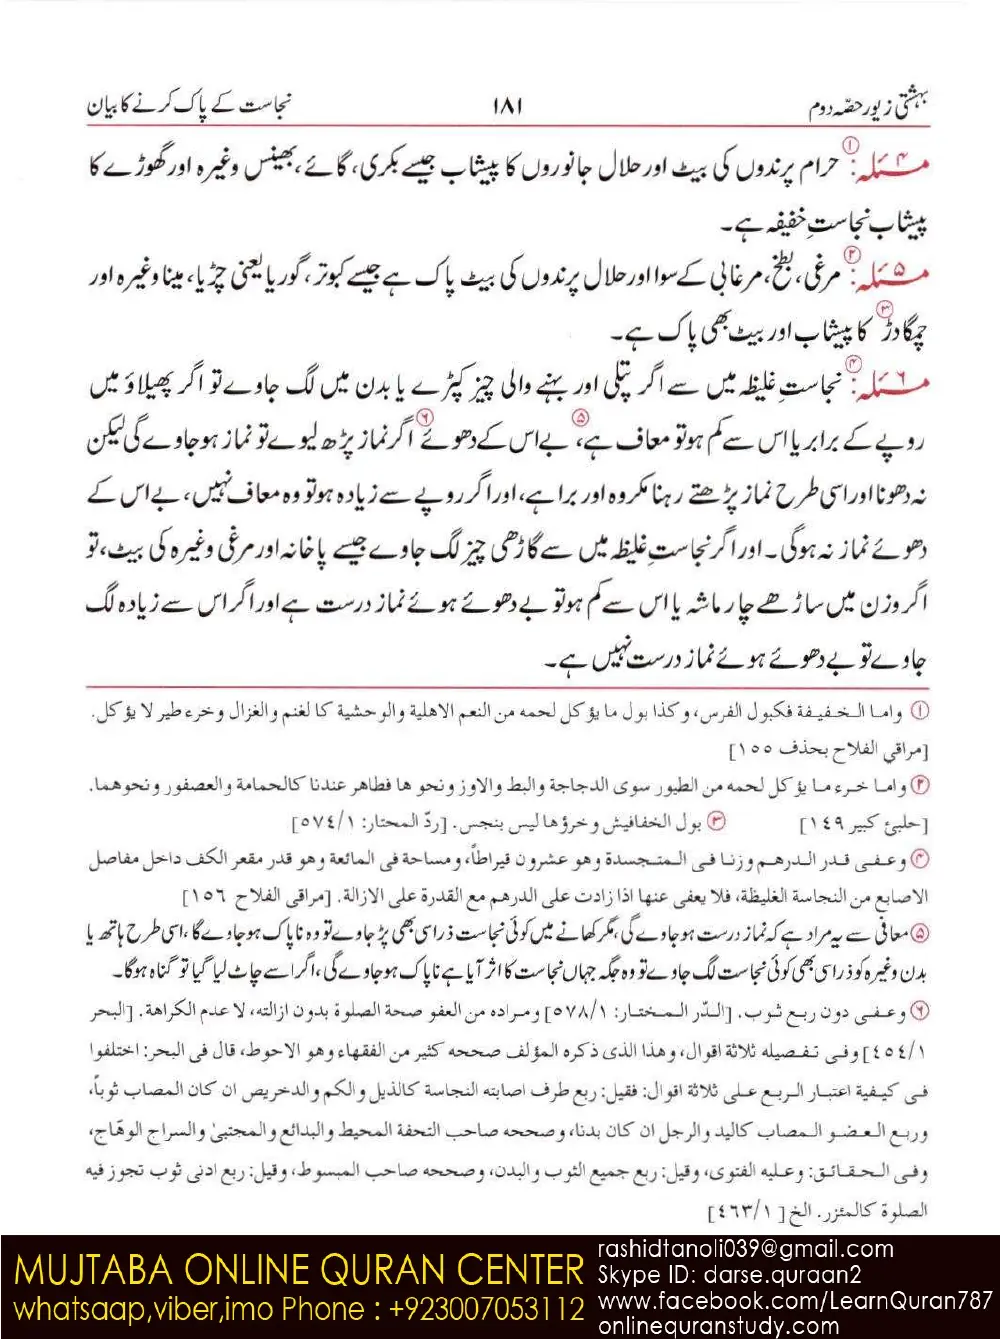 بہشتی زیور حصّہ دوم ۱۸۱ نجاست کے پاک کرنے کا بیان
مسئلہ ۴: ① حرام پرندوں کی بیٹ اور حلال جانوروں کا پیشاب جیسے بکری، گائے، بھینس وغیرہ اور گھوڑے کا
پیشاب نجاستِ خفیفہ ہے۔
مسئلہ ۵: ② مرغی، بطخ، مرغابی کے سوا اور حلال پرندوں کی بیٹ پاک ہے جیسے کبوتر، گوریا یعنی چڑیا، مینا وغیرہ اور
چمگادڑ ③ کا پیشاب اور بیٹ بھی پاک ہے۔
مسئلہ ۶: ④ نجاستِ غلیظہ میں سے اگر پتلی اور بہنے والی چیز کپڑے یا بدن میں لگ جاوے تو اگر پھیلاؤ میں
روپے کے برابر یا اس سے کم ہو تو معاف ہے، ⑤ بے اس کے دھوئے ⑥ اگر نماز پڑھ لیوے تو نماز ہو جاوے گی لیکن
نہ دھونا اور اسی طرح نماز پڑھتے رہنا مکروہ اور برا ہے، اور اگر روپے سے زیادہ ہو تو وہ معاف نہیں، بے اس کے
دھوئے نماز نہ ہوگی۔ اور اگر نجاستِ غلیظہ میں سے گاڑھی چیز لگ جاوے جیسے پاخانہ اور مرغی وغیرہ کی بیٹ، تو
اگر وزن میں ساڑھے چار ماشہ یا اس سے کم ہو تو بے دھوئے ہوئے نماز درست ہے اور اگر اس سے زیادہ لگ
جاوے تو بے دھوئے ہوئے نماز درست نہیں ہے۔
① واما الخفيفة فكبول الفرس، وكذا بول ما يؤكل لحمه من النعم الاهلية والوحشية كالغنم والغزال وخرء طير لا يؤكل.
[مراقي الفلاح بحذف ۱۵۵]
② واما خرء ما يؤكل لحمه من الطيور سوى الدجاجة والبط والاوز ونحوها فطاهر عندنا كالحمامة والعصفور ونحوهما.
[حلبئ كبير ۱۴۹] ③ بول الخفافيش وخرؤها ليس بنجس. [ردّ المحتار: ۱/۵۷۴]
④ وعفى قدر الدرهم وزنا فى المتجسدة وهو عشرون قيراطاً، ومساحة فى المائعة وهو قدر مقعر الكف داخل مفاصل
الاصابع من النجاسة الغليظة، فلا يعفى عنها اذا زادت على الدرهم مع القدرة على الازالة. [مراقى الفلاح ۱۵۶]
⑤ معافی سے یہ مراد ہے کہ نماز درست ہو جاوے گی، مگر کھانے میں کوئی نجاست ذرا سی بھی پڑ جاوے تو وہ ناپاک ہو جاوے گا، اسی طرح ہاتھ یا
بدن وغیرہ کو ذرا سی بھی کوئی نجاست لگ جاوے تو وہ جگہ جہاں نجاست کا اثر آیا ہے ناپاک ہو جاوے گی، اگر اسے چاٹ لیا گیا تو گناہ ہوگا۔
⑥ وعفى دون ربع ثوب. [الدّر المختار: ۱/۵۷۸] ومراده من العفو صحة الصلوة بدون ازالته، لا عدم الكراهة. [البحر
۱/۴۵۴] وفى تفصيله ثلاثة اقوال، وهذا الذى ذكره المؤلف صححه كثير من الفقهاء وهو الاحوط، قال فى البحر: اختلفوا
فى كيفية اعتبار الربع على ثلاثة اقوال: فقيل: ربع طرف اصابته النجاسة كالذيل والكم والدخريص ان كان المصاب ثوباً،
وربع العضو المصاب كاليد والرجل ان كان بدنا، وصححه صاحب التحفة المحيط والبدائع والمجتبىٰ والسراج الوهّاج،
وفى الحقائق: وعليه الفتوى، وقيل: ربع جميع الثوب والبدن، وصححه صاحب المبسوط، وقيل: ربع ادنى ثوب تجوز فيه
الصلوة كالمئزر. الخ [۱/۴۶۳]
MUJTABA ONLINE QURAN CENTER
whatsaap,viber,imo Phone : +923007053112
rashidtanoli039@gmail.com
Skype ID: darse.quraan2
www.facebook.com/LearnQuran787
onlinequranstudy.com